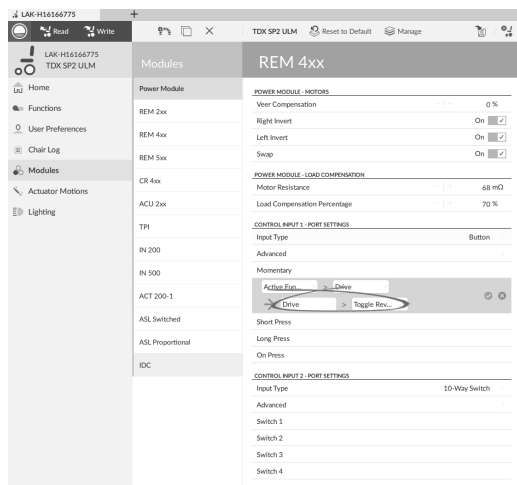 LAK-H16166775 +
Read Write TDX SP2 ULM Reset to Default Manage
LAK-H16166775
TDX SP2 ULM
Home
Functions
User Preferences
Chair Log
Modules
Actuator Motions
Lighting
Modules
Power Module
REM 2xx
REM 4xx
REM 5xx
CR 4xx
ACU 2xx
TPI
IN 200
IN 500
ACT 200-1
ASL Switched
ASL Proportional
IDC
REM 4xx
POWER MODULE - MOTORS
Veer Compensation - + 0 %
Right Invert On
Left Invert On
Swap On
POWER MODULE - LOAD COMPENSATION
Motor Resistance - + 68 mΩ
Load Compensation Percentage - + 70 %
CONTROL INPUT 1 - PORT SETTINGS
Input Type Button
Advanced
Momentary
Active Fun... > Drive
Drive > Toggle Rev...
Short Press
Long Press
On Press
CONTROL INPUT 2 - PORT SETTINGS
Input Type 10-Way Switch
Advanced
Switch 1
Switch 2
Switch 3
Switch 4